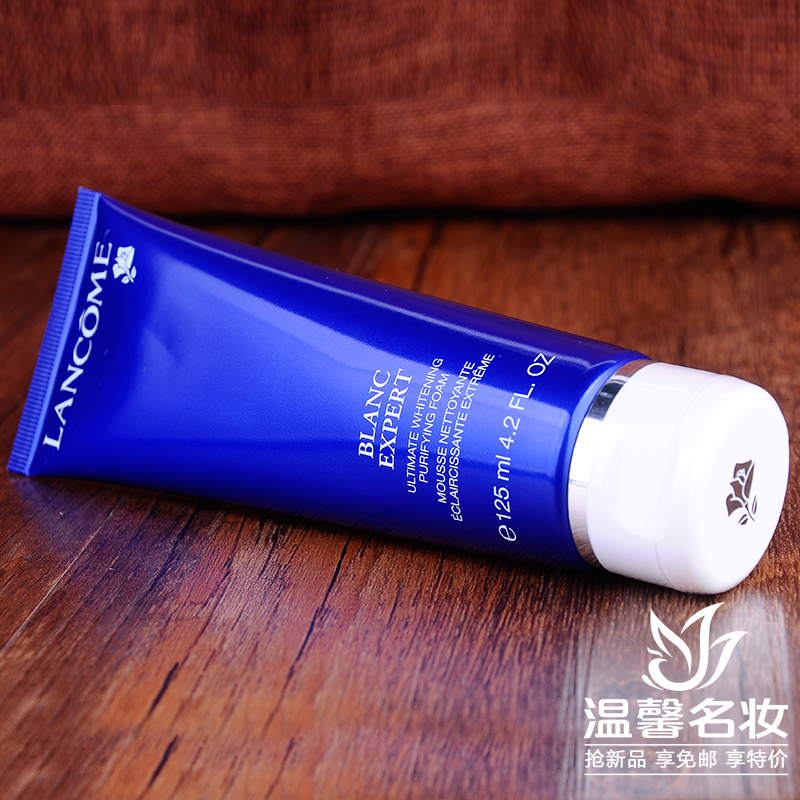 LANCÔME
BLANC
EXPERT
ULTIMATE WHITENING
PURIFYING FOAM
MOUSSE NETTOYANTE
ÉCLAIRCISSANTE EXTRÊME
℮ 125 ml 4.2 FL. OZ
温馨名妆
抢新品 享免邮 享特价